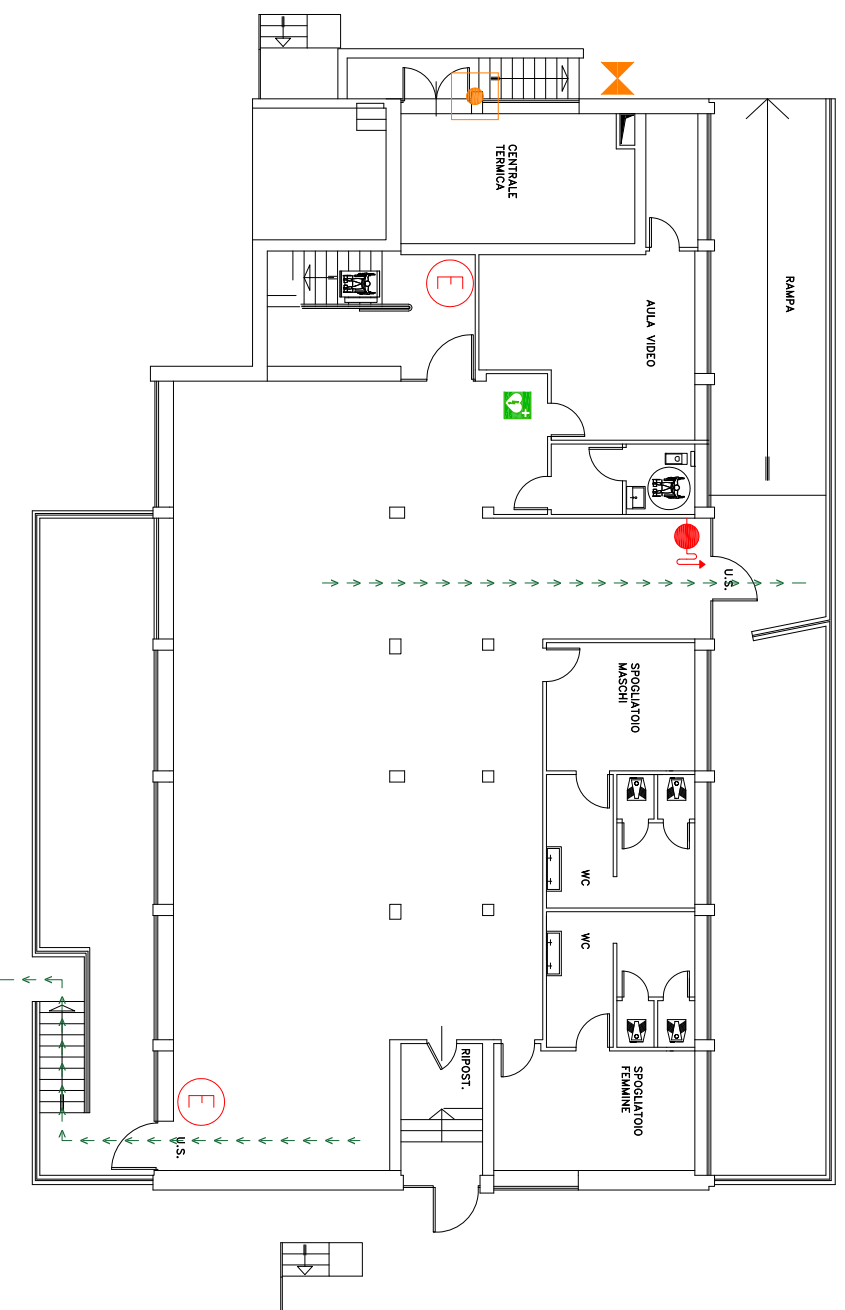 CENTRALE
TERMICA
E
AULA VIDEO
RAMPA
U.S.
SPOGLIATOIO
MASCHI
WC
WC
RIPOST.
SPOGLIATOIO
FEMMINE
E
U.S.